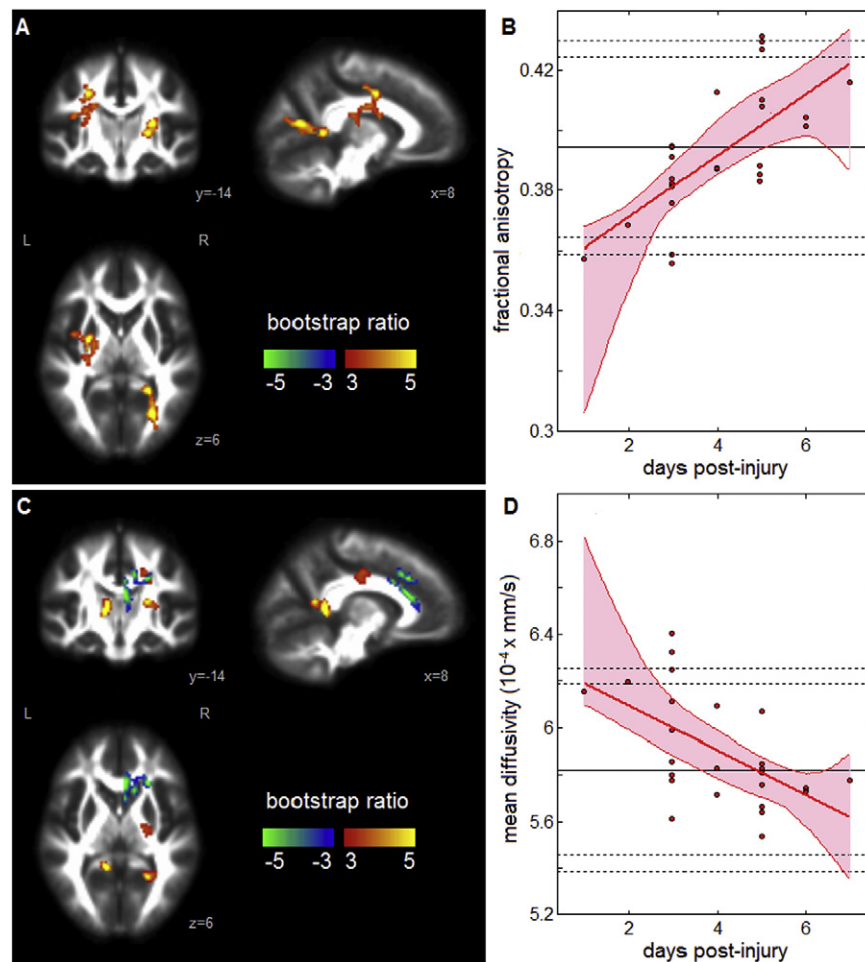 A
y=-14
x=8
L
R
bootstrap ratio
-5 -3 3 5
z=6
B
fractional anisotropy
0.42
0.38
0.34
0.3
2 4 6
days post-injury
C
y=-14
x=8
L
R
bootstrap ratio
-5 -3 3 5
z=6
D
mean diffusivity (10⁻⁴ x mm/s)
6.8
6.4
6
5.6
5.2
2 4 6
days post-injury